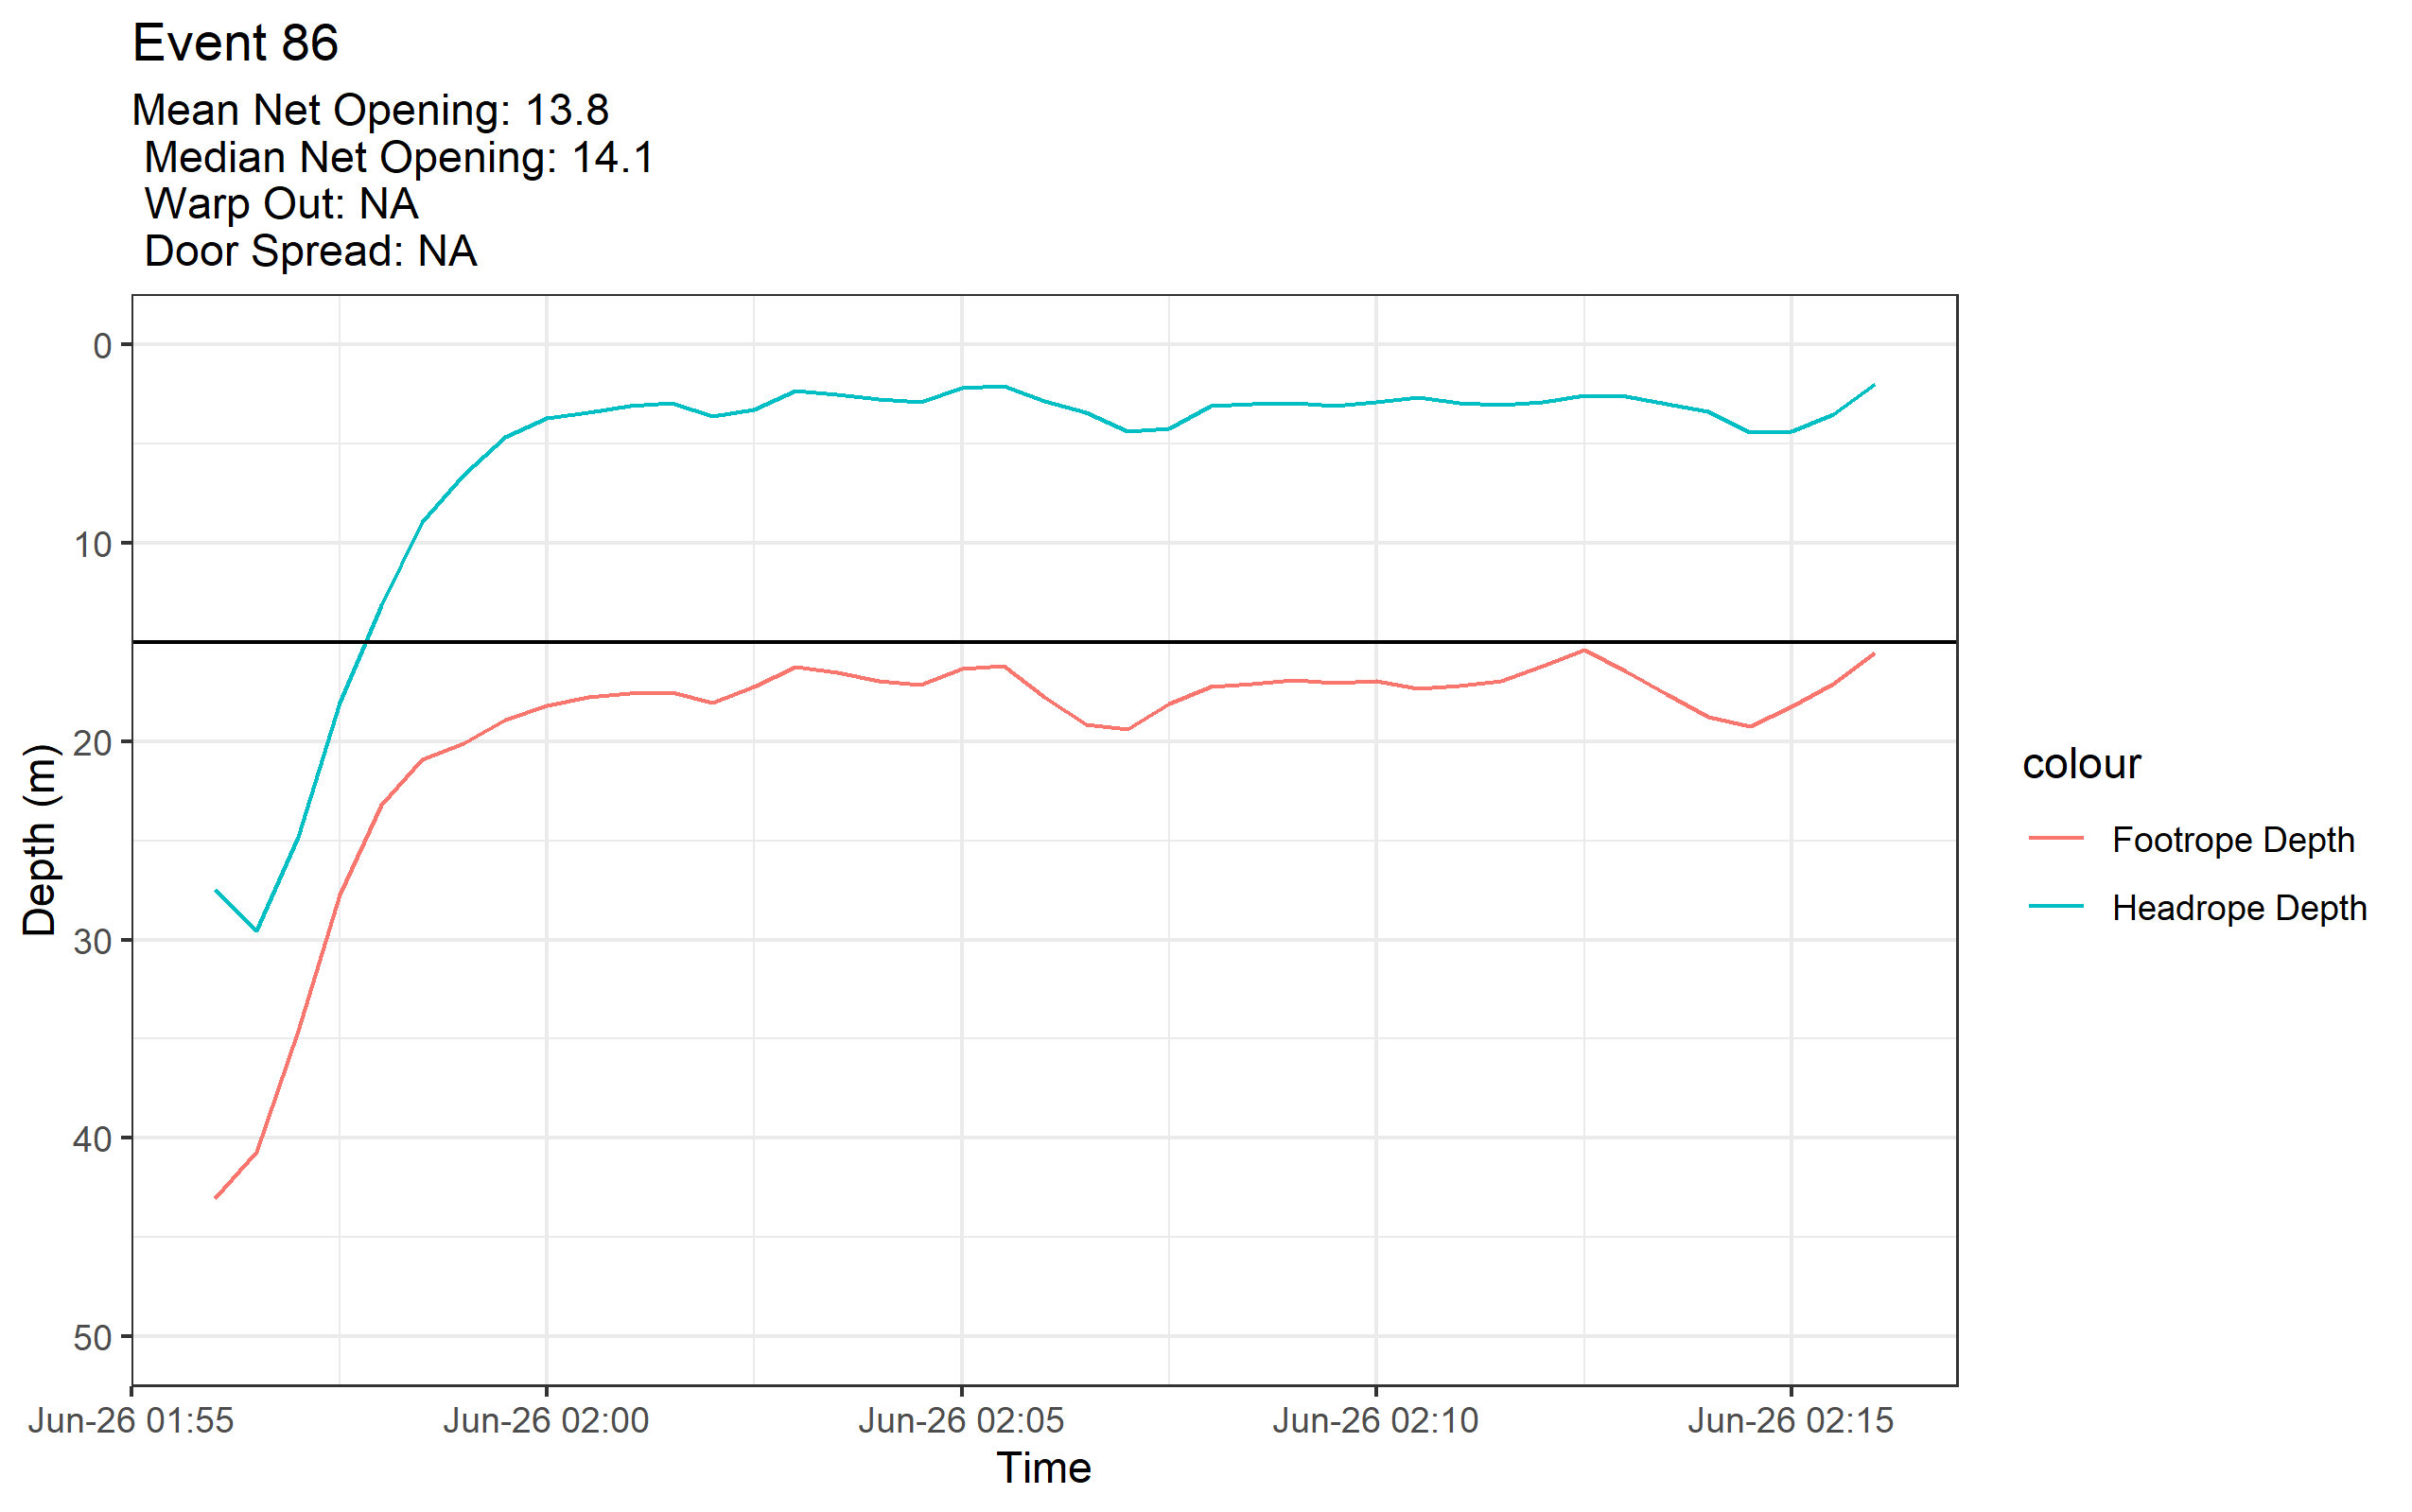 Event 86
Mean Net Opening: 13.8
Median Net Opening: 14.1
Warp Out: NA
Door Spread: NA
0
10
20
30
40
50
Depth (m)
Jun-26 01:55
Jun-26 02:00
Jun-26 02:05
Jun-26 02:10
Jun-26 02:15
Time
colour
Footrope Depth
Headrope Depth